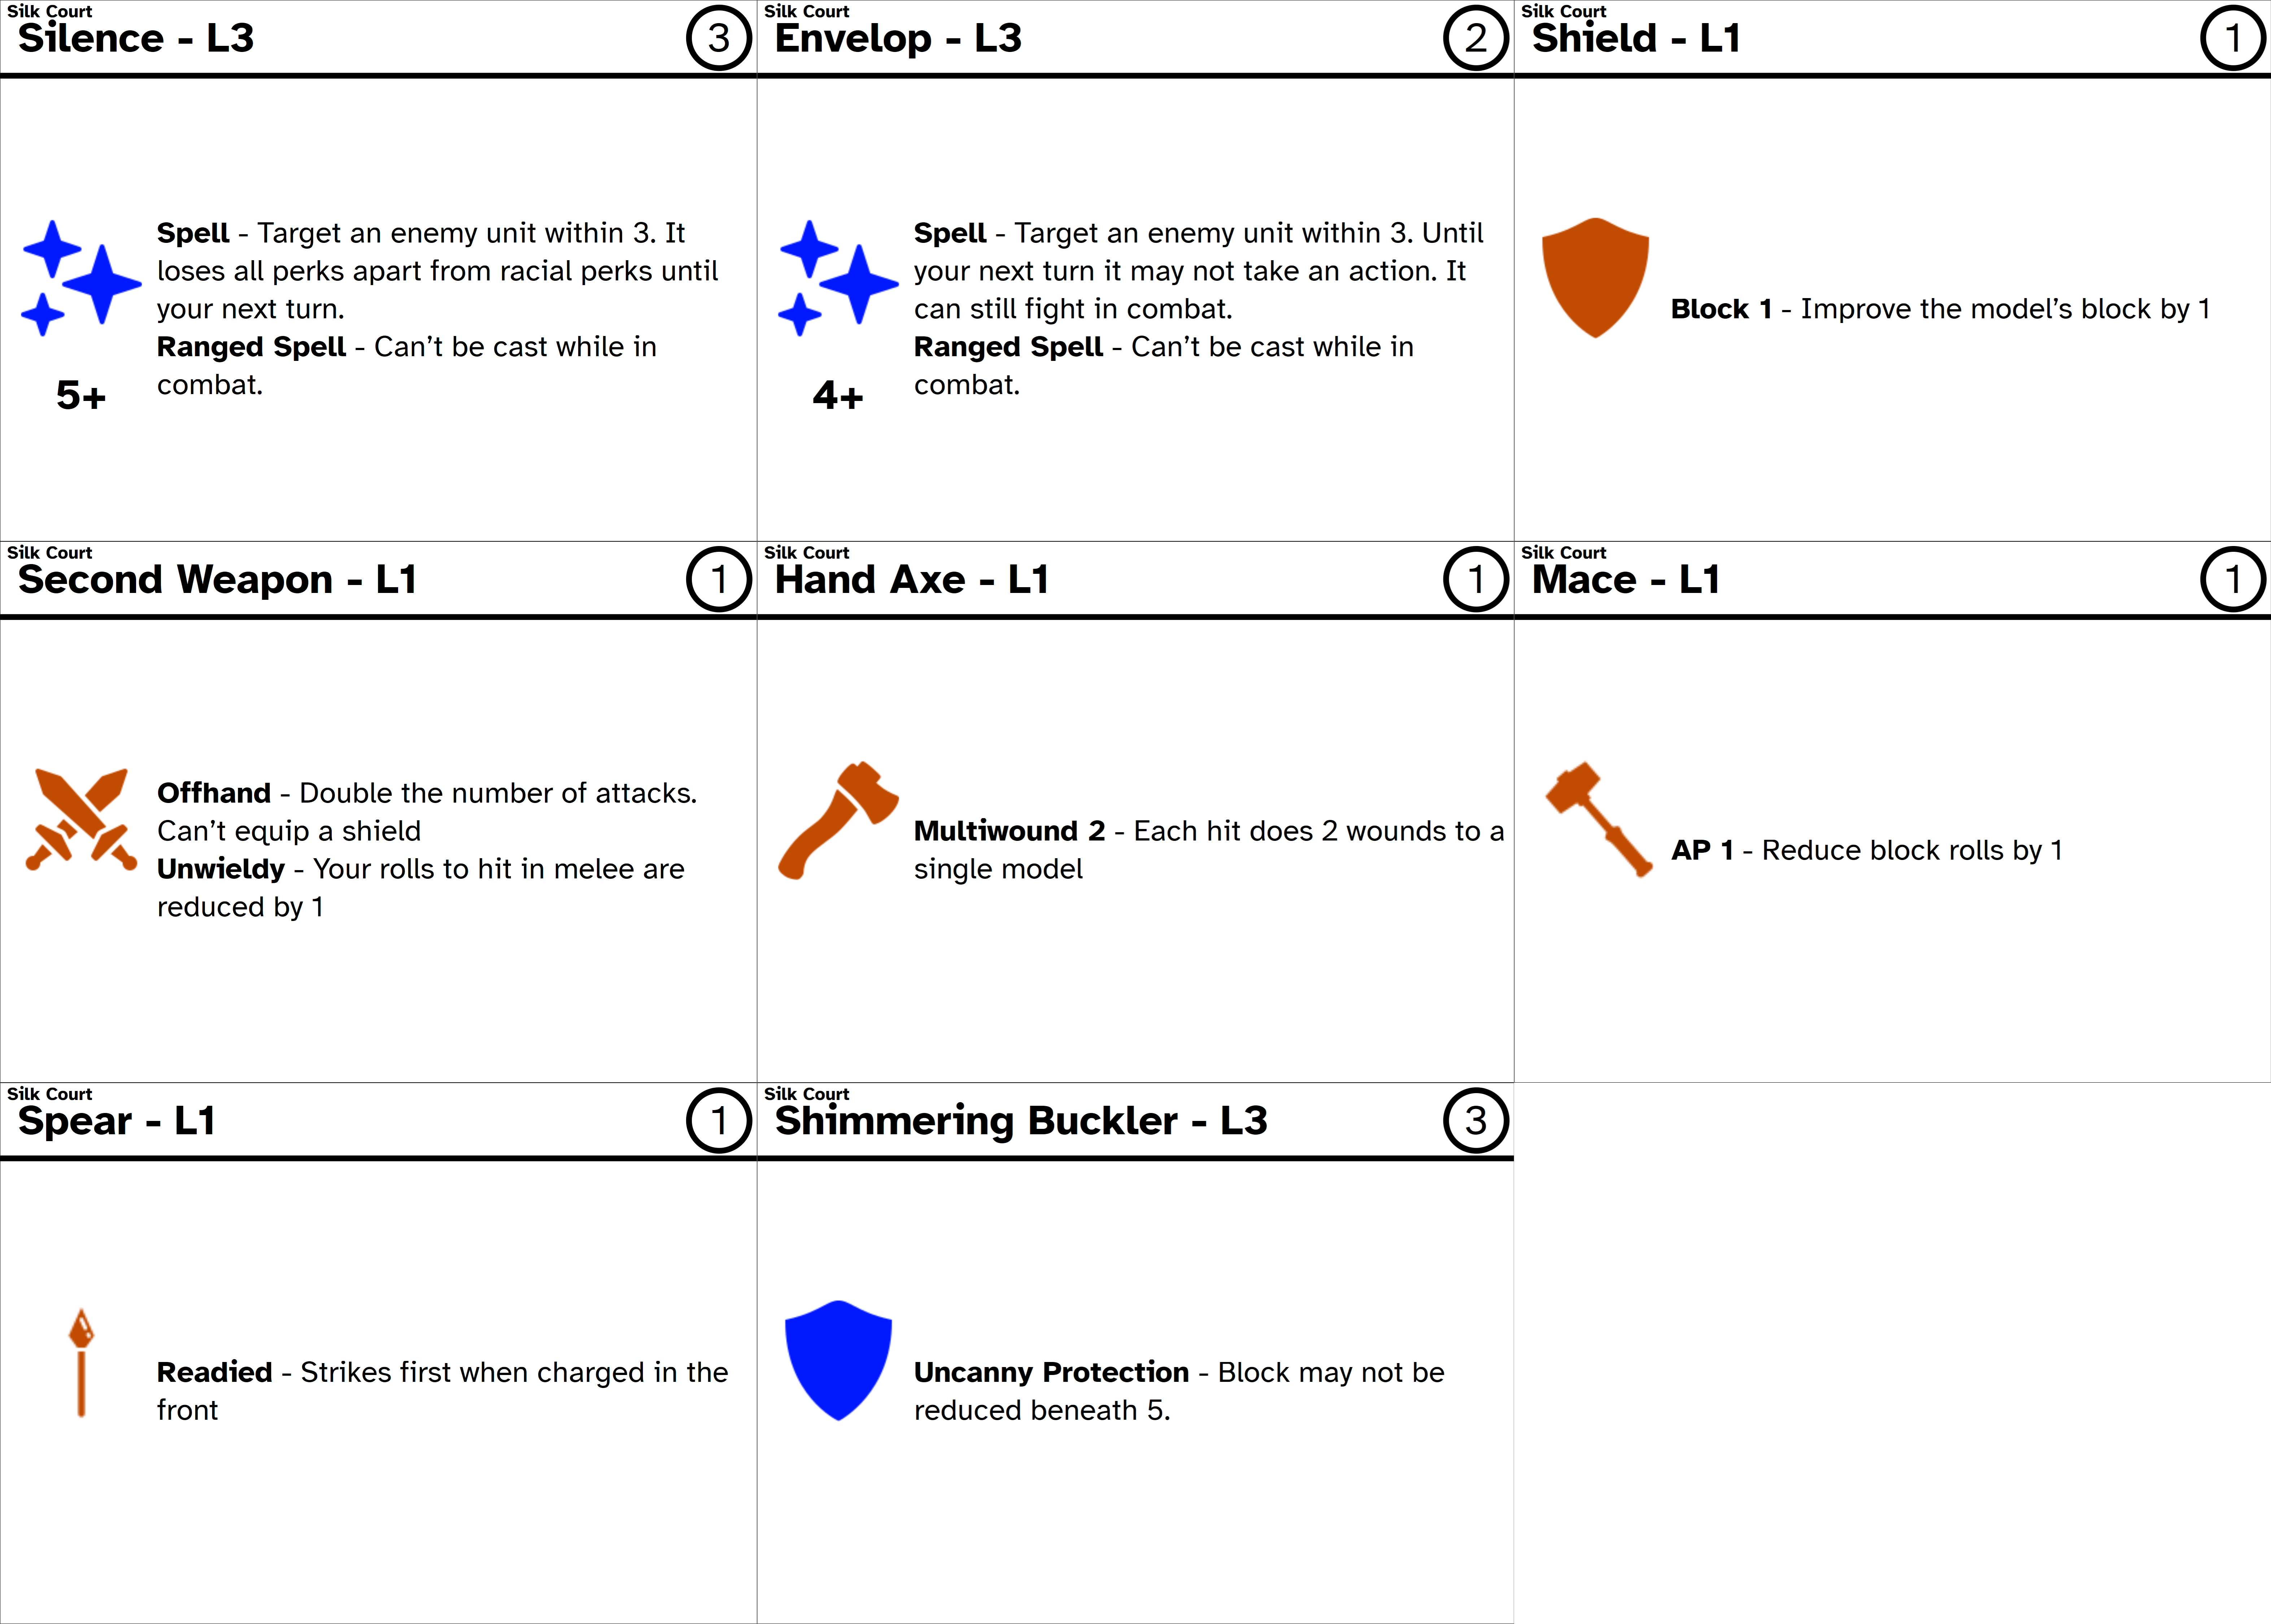 Silk Court
Silence - L3
3
Spell - Target an enemy unit within 3. It
loses all perks apart from racial perks until
your next turn.
Ranged Spell - Can't be cast while in
combat.
5+
Silk Court
Envelop - L3
2
Spell - Target an enemy unit within 3. Until
your next turn it may not take an action. It
can still fight in combat.
Ranged Spell - Can't be cast while in
combat.
4+
Silk Court
Shield - L1
1
Block 1 - Improve the model's block by 1
Silk Court
Second Weapon - L1
1
Offhand - Double the number of attacks.
Can't equip a shield
Unwieldy - Your rolls to hit in melee are
reduced by 1
Silk Court
Hand Axe - L1
1
Multiwound 2 - Each hit does 2 wounds to a
single model
Silk Court
Mace - L1
1
AP 1 - Reduce block rolls by 1
Silk Court
Spear - L1
1
Readied - Strikes first when charged in the
front
Silk Court
Shimmering Buckler - L3
3
Uncanny Protection - Block may not be
reduced beneath 5.